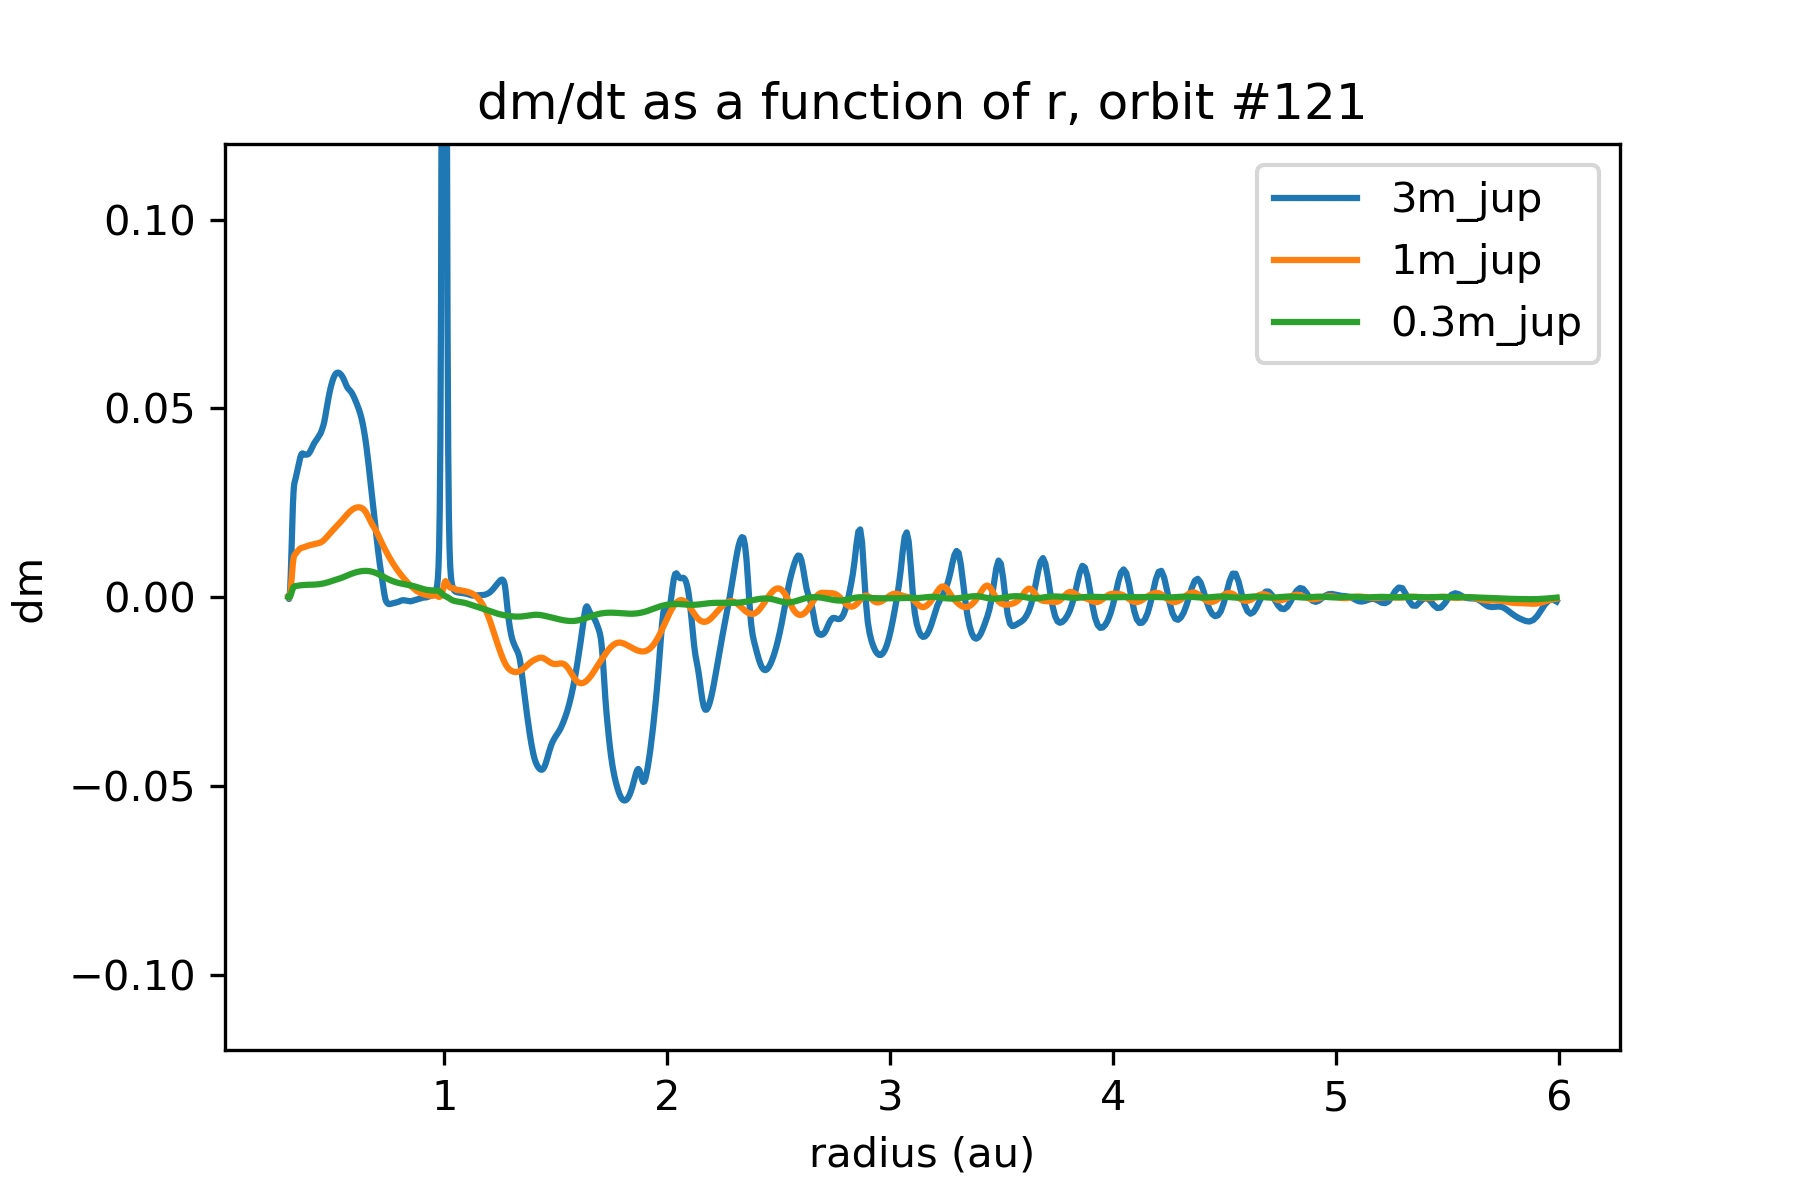 dm/dt as a function of r, orbit #121
3m_jup
1m_jup
0.3m_jup
0.10
0.05
0.00
−0.05
−0.10
dm
1 2 3 4 5 6
radius (au)